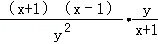 (x+1) (x-1)/y² • y/x+1